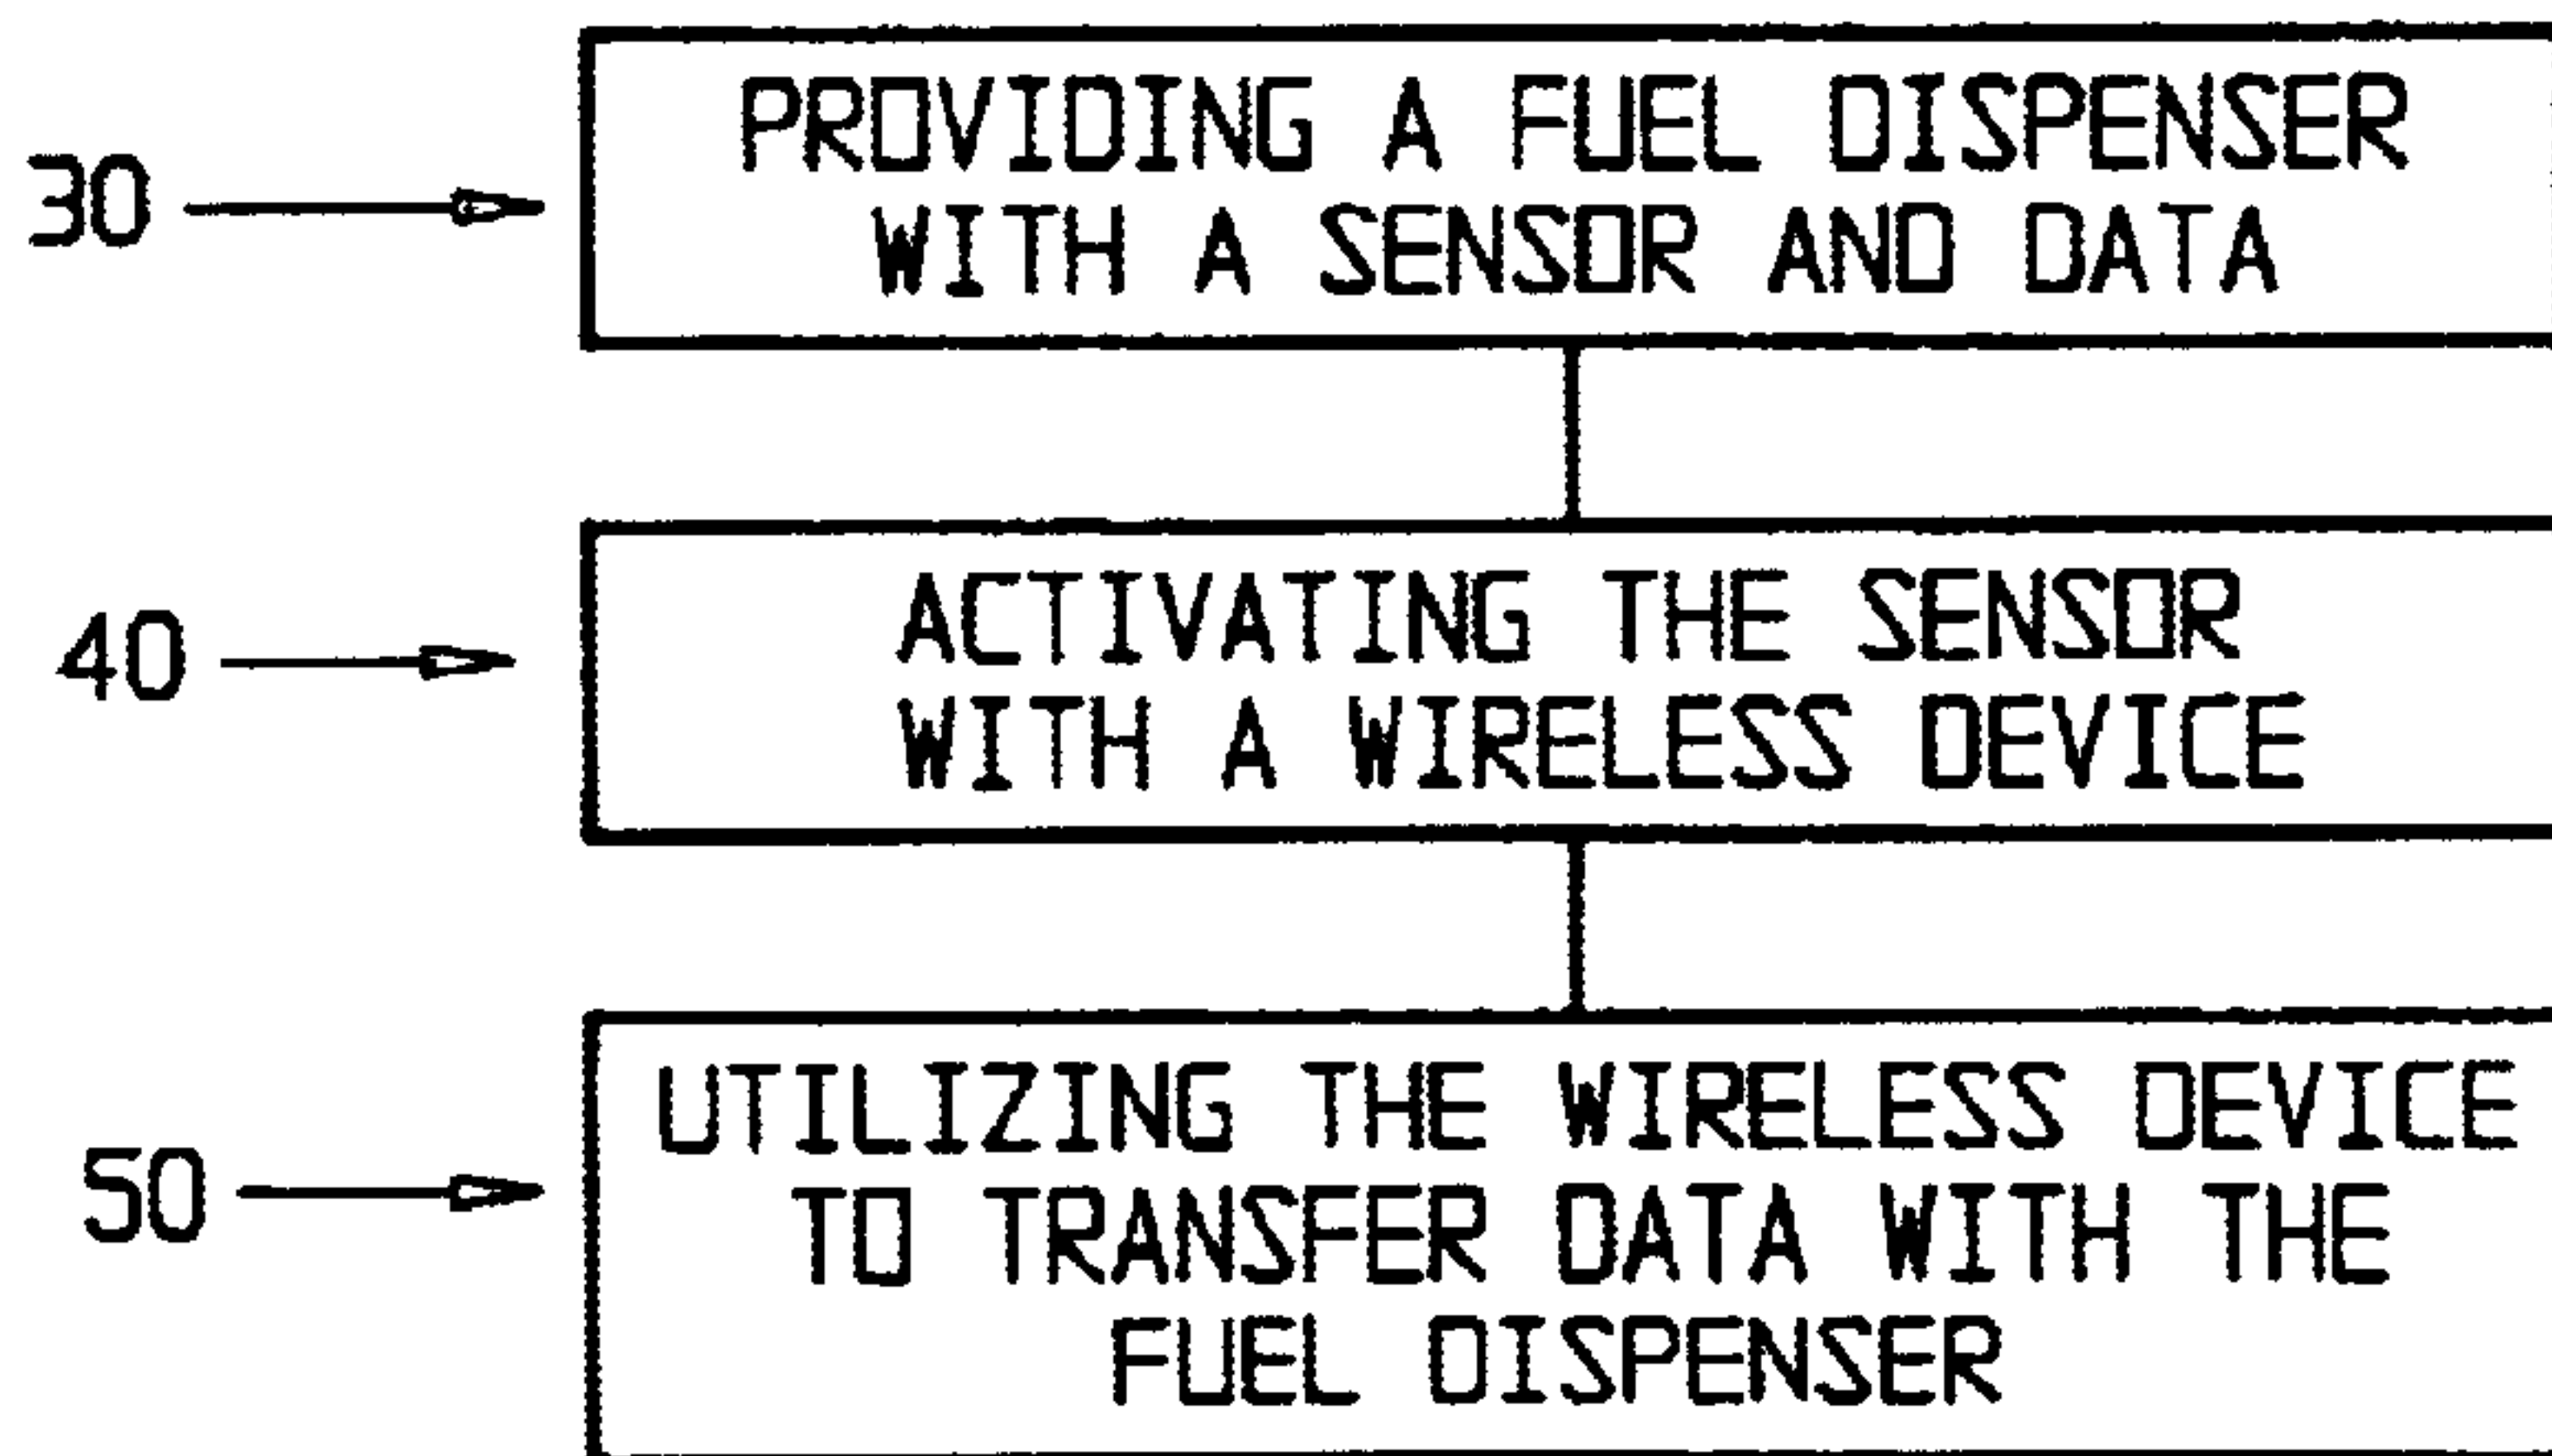 30
PROVIDING A FUEL DISPENSER
WITH A SENSOR AND DATA
40
ACTIVATING THE SENSOR
WITH A WIRELESS DEVICE
50
UTILIZING THE WIRELESS DEVICE
TO TRANSFER DATA WITH THE
FUEL DISPENSER